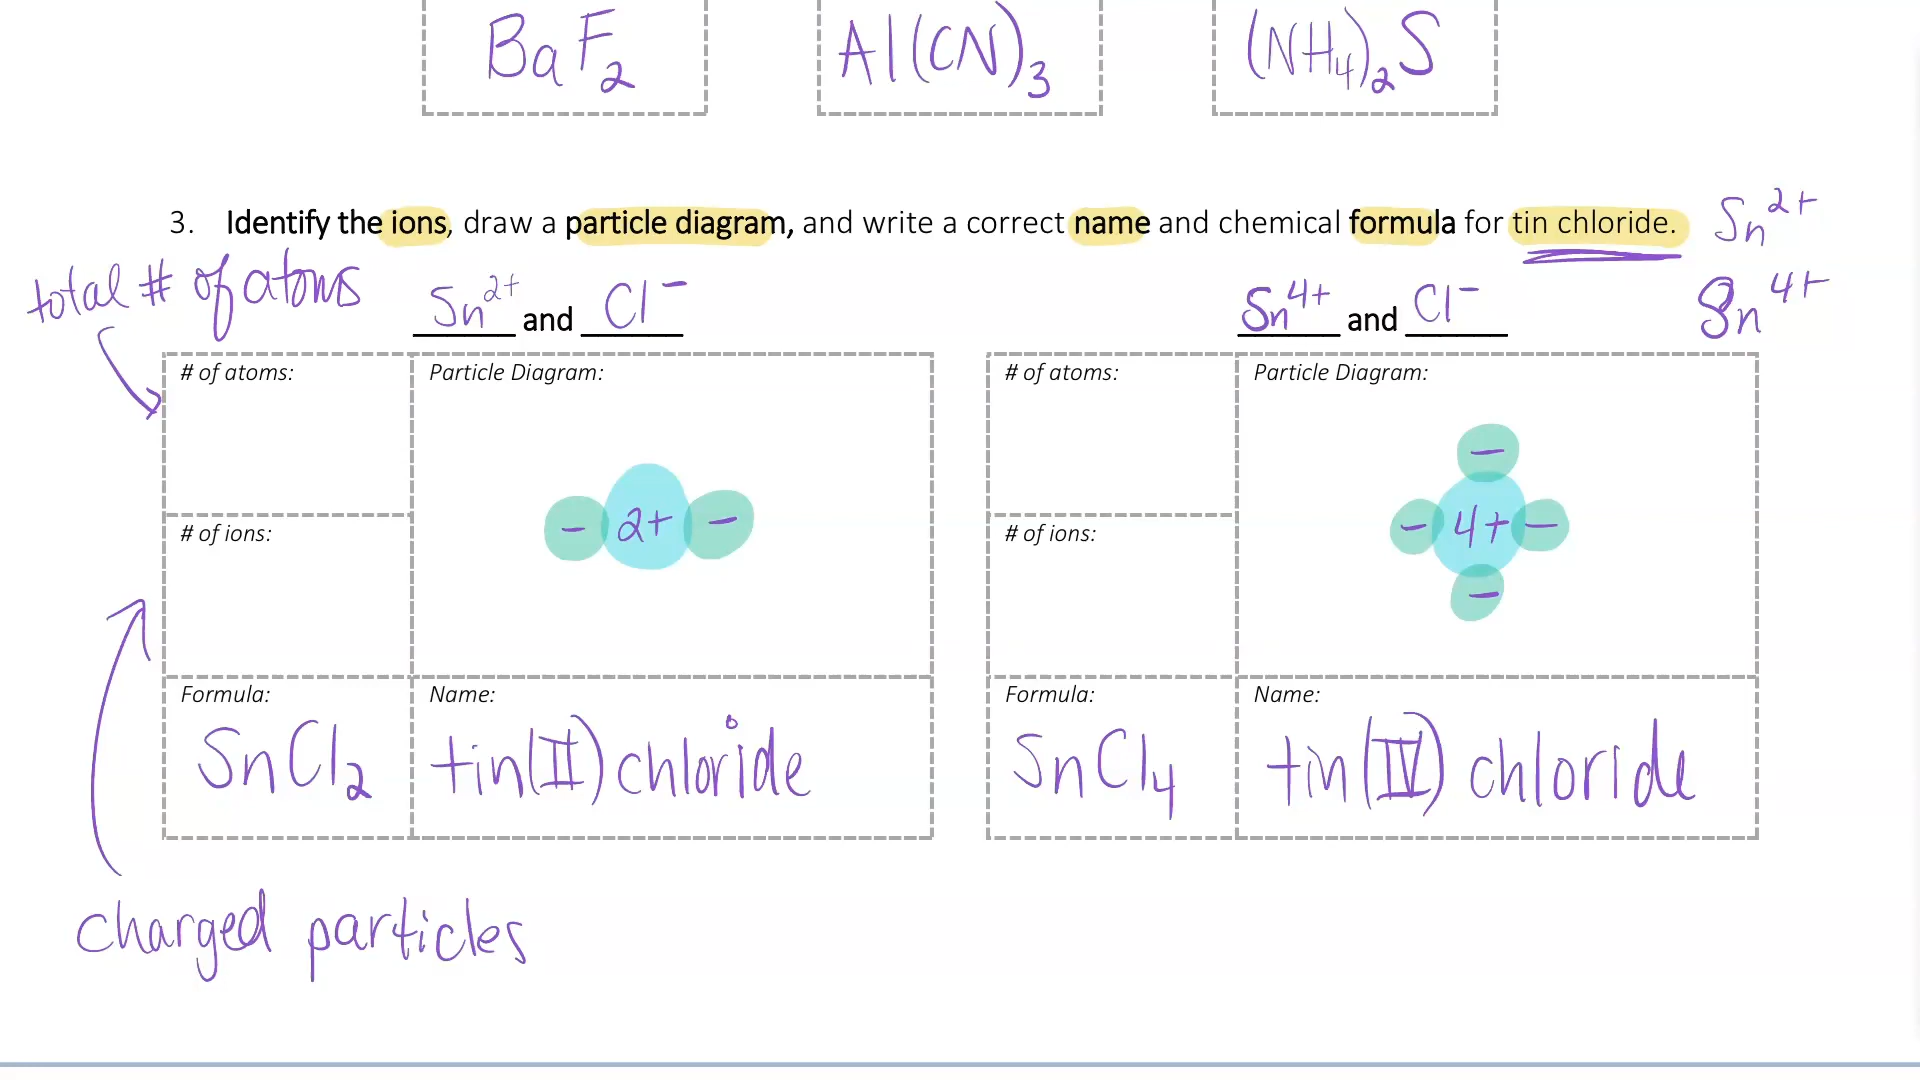 BaF₂ Al(CN)₃ (NH₄)₂S
3. Identify the ions, draw a particle diagram, and write a correct name and chemical formula for tin chloride. Sn²⁺
total # of atoms Sn²⁺ and Cl⁻ Sn⁴⁺ and Cl⁻ Sn⁴⁺
# of atoms: Particle Diagram: # of atoms: Particle Diagram:
−
− 2+ − − 4+ −
# of ions: # of ions:
−
Formula: Name: Formula: Name:
SnCl₂ tin(II) chloride SnCl₄ tin(IV) chloride
charged particles